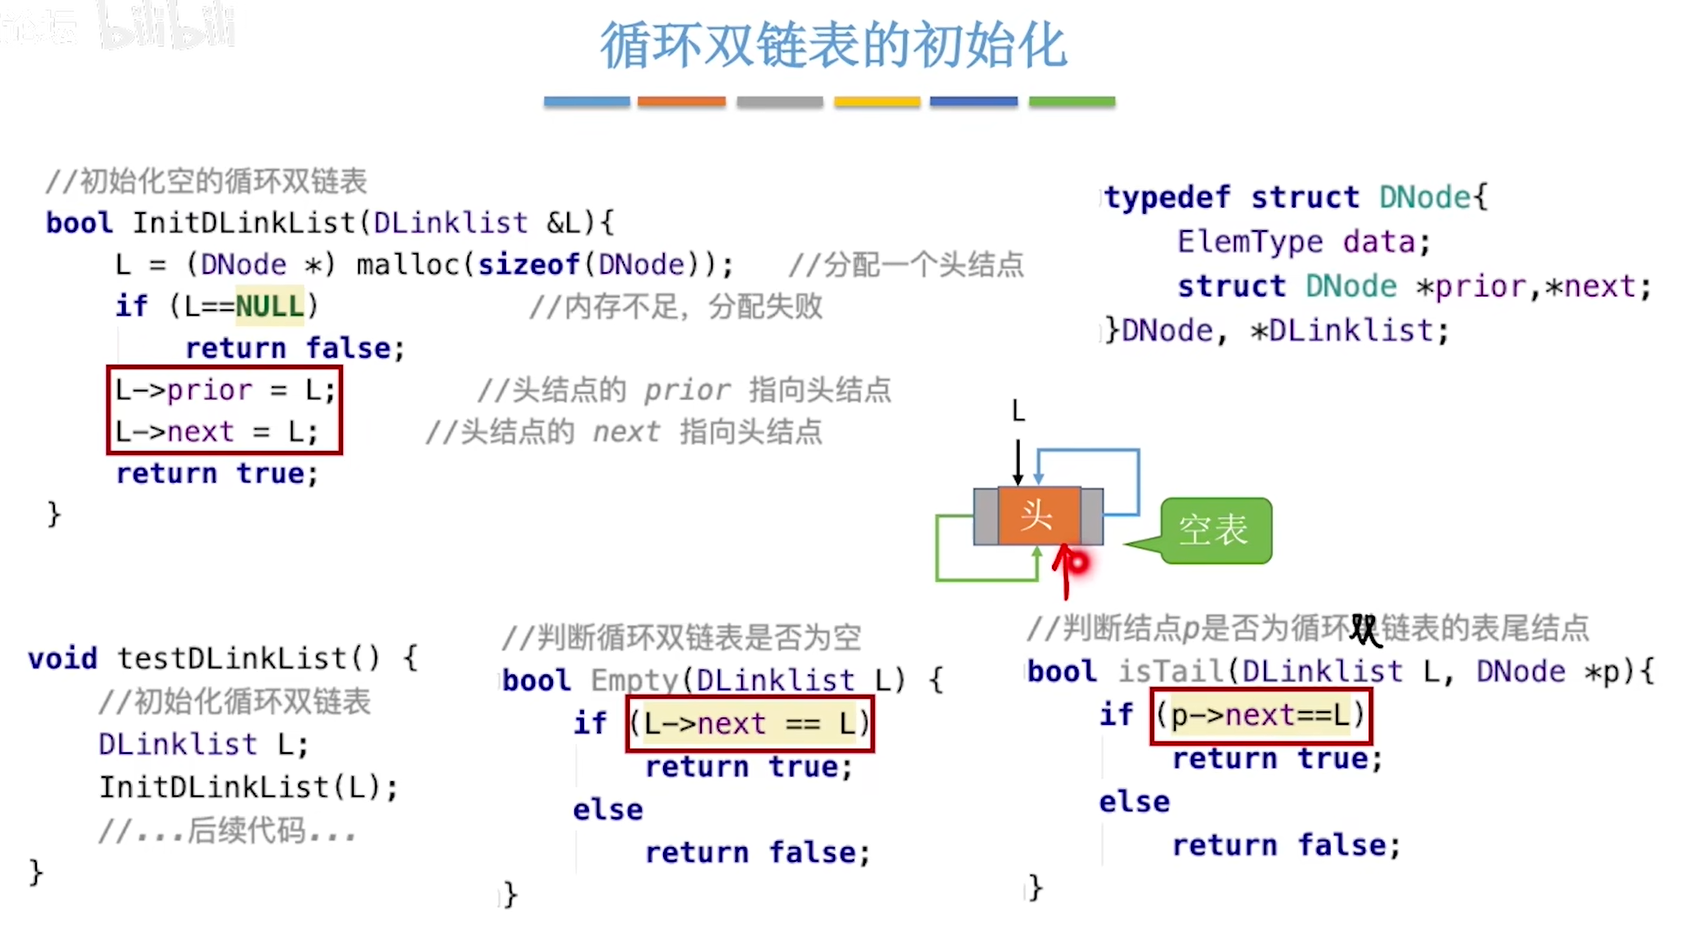 bilibili
循环双链表的初始化
//初始化空的循环双链表
bool InitDLinkList(DLinklist &L){
L = (DNode *) malloc(sizeof(DNode)); //分配一个头结点
if (L==NULL) //内存不足，分配失败
return false;
L->prior = L; //头结点的 prior 指向头结点
L->next = L; //头结点的 next 指向头结点
return true;
}
typedef struct DNode{
ElemType data;
struct DNode *prior,*next;
}DNode, *DLinklist;
L
头
空表
void testDLinkList() {
//初始化循环双链表
DLinklist L;
InitDLinkList(L);
//...后续代码...
}
//判断循环双链表是否为空
bool Empty(DLinklist L) {
if (L->next == L)
return true;
else
return false;
}
//判断结点p是否为循环双链表的表尾结点
bool isTail(DLinklist L, DNode *p){
if (p->next==L)
return true;
else
return false;
}